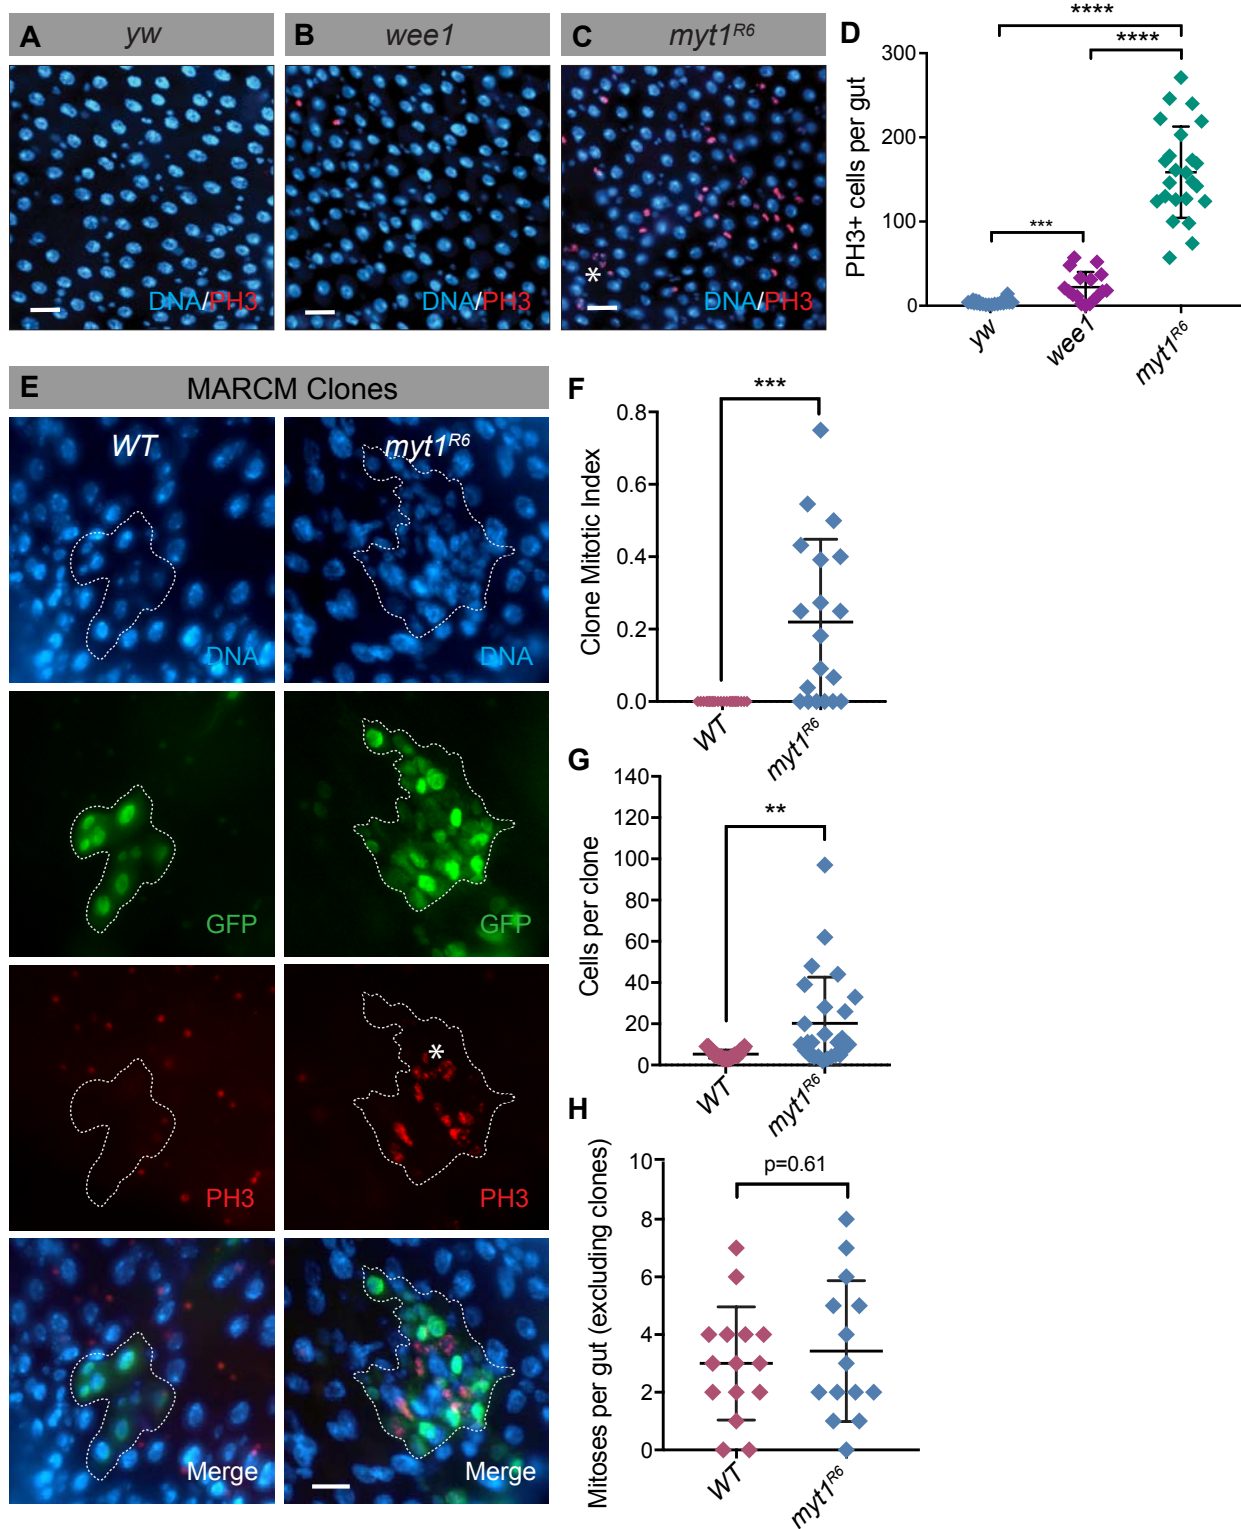 A yw
B wee1
C myt1R6
DNA/PH3
DNA/PH3
*
DNA/PH3
D
****
****
***
PH3+ cells per gut
300
200
100
0
yw
wee1
myt1R6
E MARCM Clones
WT
myt1R6
DNA
DNA
GFP
GFP
PH3
*
PH3
Merge
Merge
F
***
Clone Mitotic Index
0.8
0.6
0.4
0.2
0.0
WT
myt1R6
G
**
Cells per clone
140
120
100
80
60
40
20
0
WT
myt1R6
H
p=0.61
Mitoses per gut (excluding clones)
10
8
6
4
2
0
WT
myt1R6